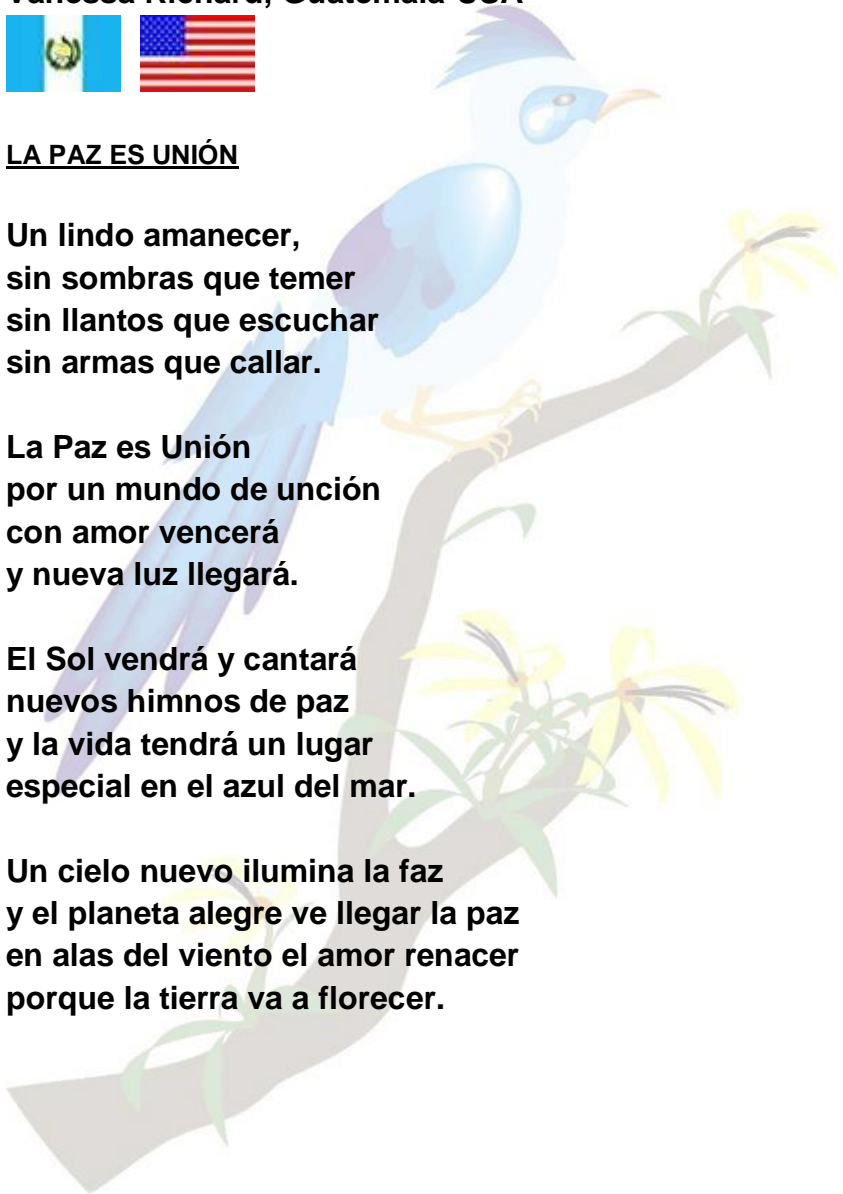 Vanessa Richard, Guatemala-USA
LA PAZ ES UNIÓN
Un lindo amanecer,
sin sombras que temer
sin llantos que escuchar
sin armas que callar.
La Paz es Unión
por un mundo de unción
con amor vencerá
y nueva luz llegará.
El Sol vendrá y cantará
nuevos himnos de paz
y la vida tendrá un lugar
especial en el azul del mar.
Un cielo nuevo ilumina la faz
y el planeta alegre ve llegar la paz
en alas del viento el amor renacer
porque la tierra va a florecer.